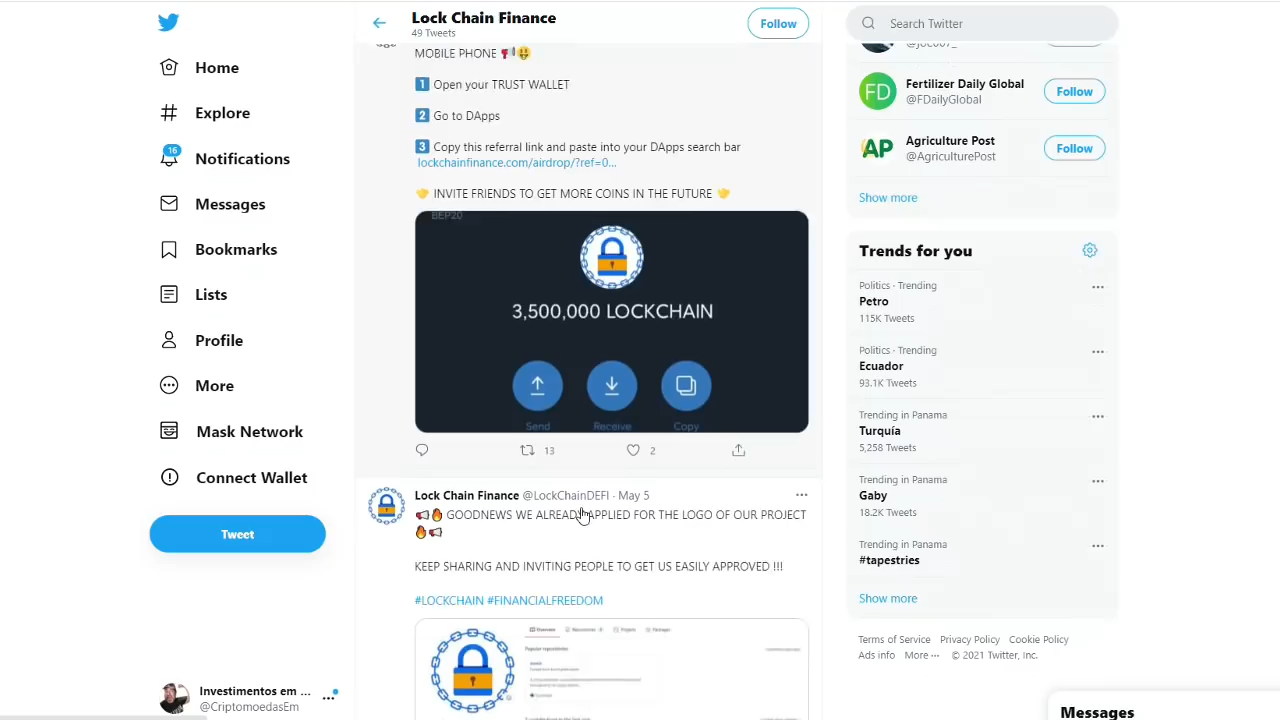 Lock Chain Finance
49 Tweets
Follow
Search Twitter
Home
Explore
16
Notifications
Messages
Bookmarks
Lists
Profile
More
Mask Network
Connect Wallet
Tweet
Investimentos em ...
@CriptomoedasEm
MOBILE PHONE
1 Open your TRUST WALLET
2 Go to DApps
3 Copy this referral link and paste into your DApps search bar
lockchainfinance.com/airdrop/?ref=0...
INVITE FRIENDS TO GET MORE COINS IN THE FUTURE
BEP20
3,500,000 LOCKCHAIN
Send Receive Copy
13 2
Lock Chain Finance @LockChainDEFI · May 5
GOODNEWS WE ALREADY APPLIED FOR THE LOGO OF OUR PROJECT
KEEP SHARING AND INVITING PEOPLE TO GET US EASILY APPROVED !!!
#LOCKCHAIN #FINANCIALFREEDOM
Overview
FD
Fertilizer Daily Global
@FDailyGlobal
Follow
AP
Agriculture Post
@AgriculturePost
Follow
Show more
Trends for you
Politics · Trending
Petro
115K Tweets
Politics · Trending
Ecuador
93.1K Tweets
Trending in Panama
Turquía
5,258 Tweets
Trending in Panama
Gaby
18.2K Tweets
Trending in Panama
#tapestries
Show more
Terms of Service Privacy Policy Cookie Policy
Ads info More ··· © 2021 Twitter, Inc.
Messages